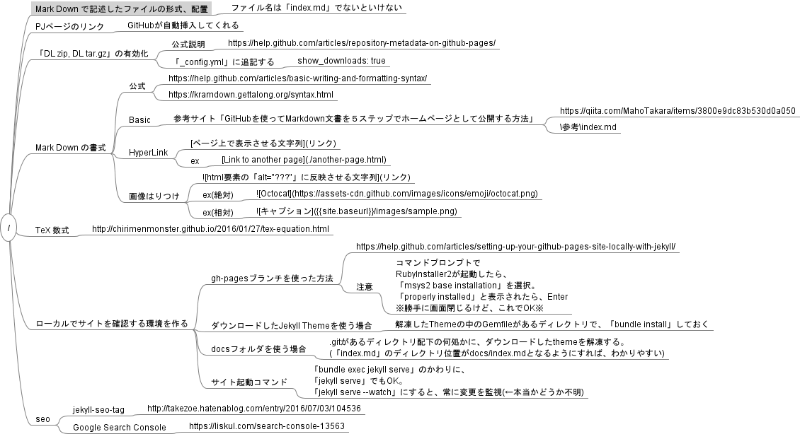 Mark Down で記述したファイルの形式、配置
ファイル名は「index.md」でないといけない
PJページのリンク
GitHubが自動挿入してくれる
「DL zip, DL tar.gz」の有効化
公式説明
https://help.github.com/articles/repository-metadata-on-github-pages/
「_config.yml」に追記する
show_downloads: true
Mark Down の書式
公式
https://help.github.com/articles/basic-writing-and-formatting-syntax/
https://kramdown.gettalong.org/syntax.html
Basic
参考サイト「GitHubを使ってMarkdown文書を５ステップでホームページとして公開する方法」
https://qiita.com/MahoTakara/items/3800e9dc83b530d0a050
\参考\index.md
HyperLink
[ページ上で表示させる文字列](リンク)
ex
[Link to another page](./another-page.html)
画像はりつけ
![html要素の「alt="???"」に反映させる文字列](リンク)
ex(絶対)
![Octocat](https://assets-cdn.github.com/images/icons/emoji/octocat.png)
ex(相対)
![キャプション]({{site.baseurl}}/images/sample.png)
/
TeX 数式
http://chirimenmonster.github.io/2016/01/27/tex-equation.html
ローカルでサイトを確認する環境を作る
gh-pagesブランチを使った方法
https://help.github.com/articles/setting-up-your-github-pages-site-locally-with-jekyll/
注意
コマンドプロンプトで
RubyInstaller2が起動したら、
「msys2 base installation」を選択。
「properly installed」と表示されたら、Enter
※勝手に画面閉じるけど、これでOK※
ダウンロードしたJekyll Themeを使う場合
解凍したThemeの中のGemfileがあるディレクトリで、「bundle install」しておく
docsフォルダを使う場合
.gitがあるディレクトリ配下の何処かに、ダウンロードしたthemeを解凍する。
(「index.md」のディレクトリ位置がdocs/index.mdとなるようにすれば、わかりやすい)
サイト起動コマンド
「bundle exec jekyll serve」のかわりに、
「jekyll serve」でもOK。
「jekyll serve --watch」にすると、常に変更を監視(←本当かどうか不明)
seo
jekyll-seo-tag
http://takezoe.hatenablog.com/entry/2016/07/03/104536
Google Search Console
https://liskul.com/search-console-13563